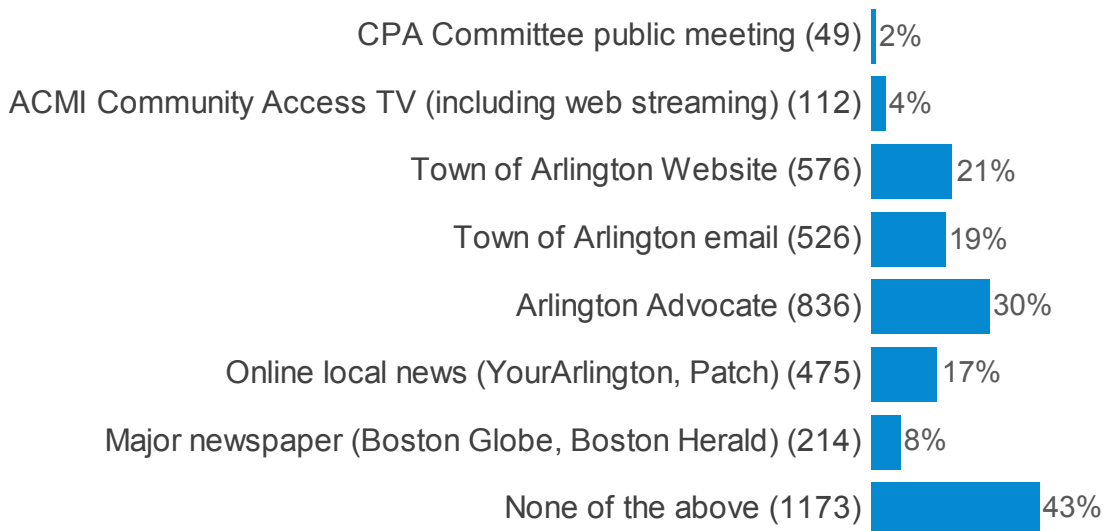 CPA Committee public meeting (49) 2%
ACMI Community Access TV (including web streaming) (112) 4%
Town of Arlington Website (576) 21%
Town of Arlington email (526) 19%
Arlington Advocate (836) 30%
Online local news (YourArlington, Patch) (475) 17%
Major newspaper (Boston Globe, Boston Herald) (214) 8%
None of the above (1173) 43%